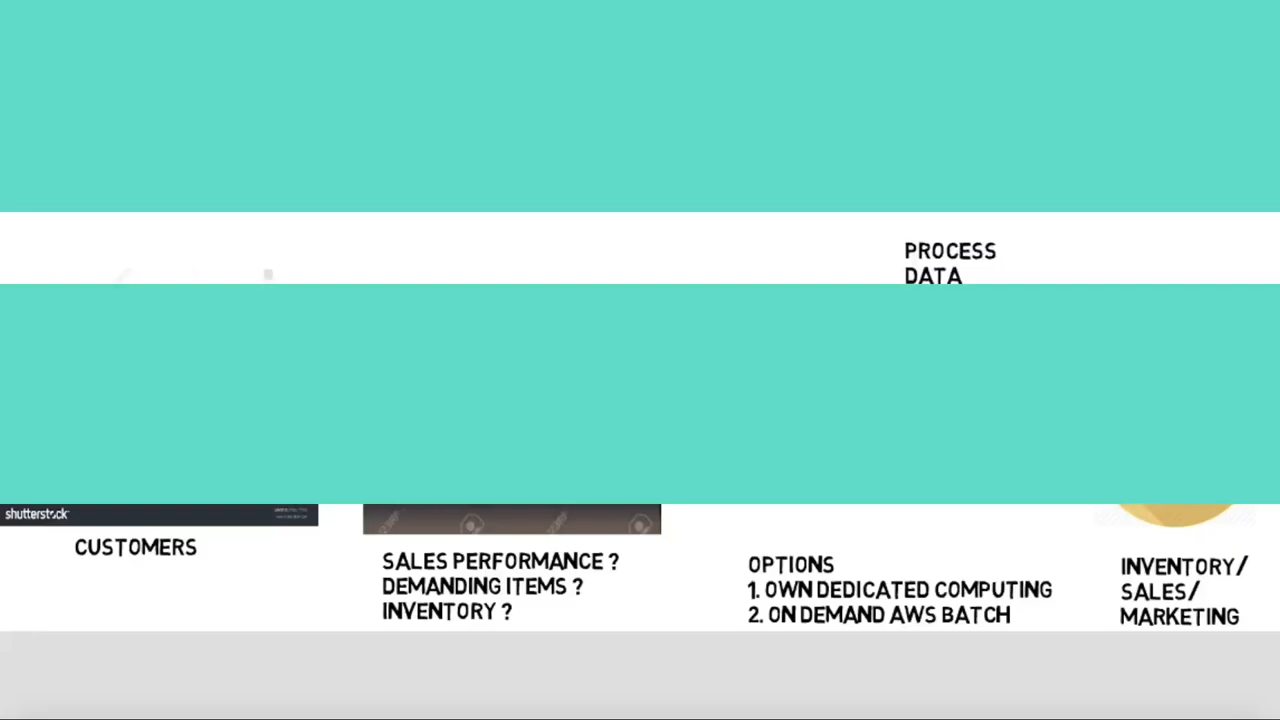 PROCESS
DATA
shutterstock
CUSTOMERS
SALES PERFORMANCE ?
DEMANDING ITEMS ?
INVENTORY ?
OPTIONS
1. OWN DEDICATED COMPUTING
2. ON DEMAND AWS BATCH
INVENTORY/
SALES/
MARKETING